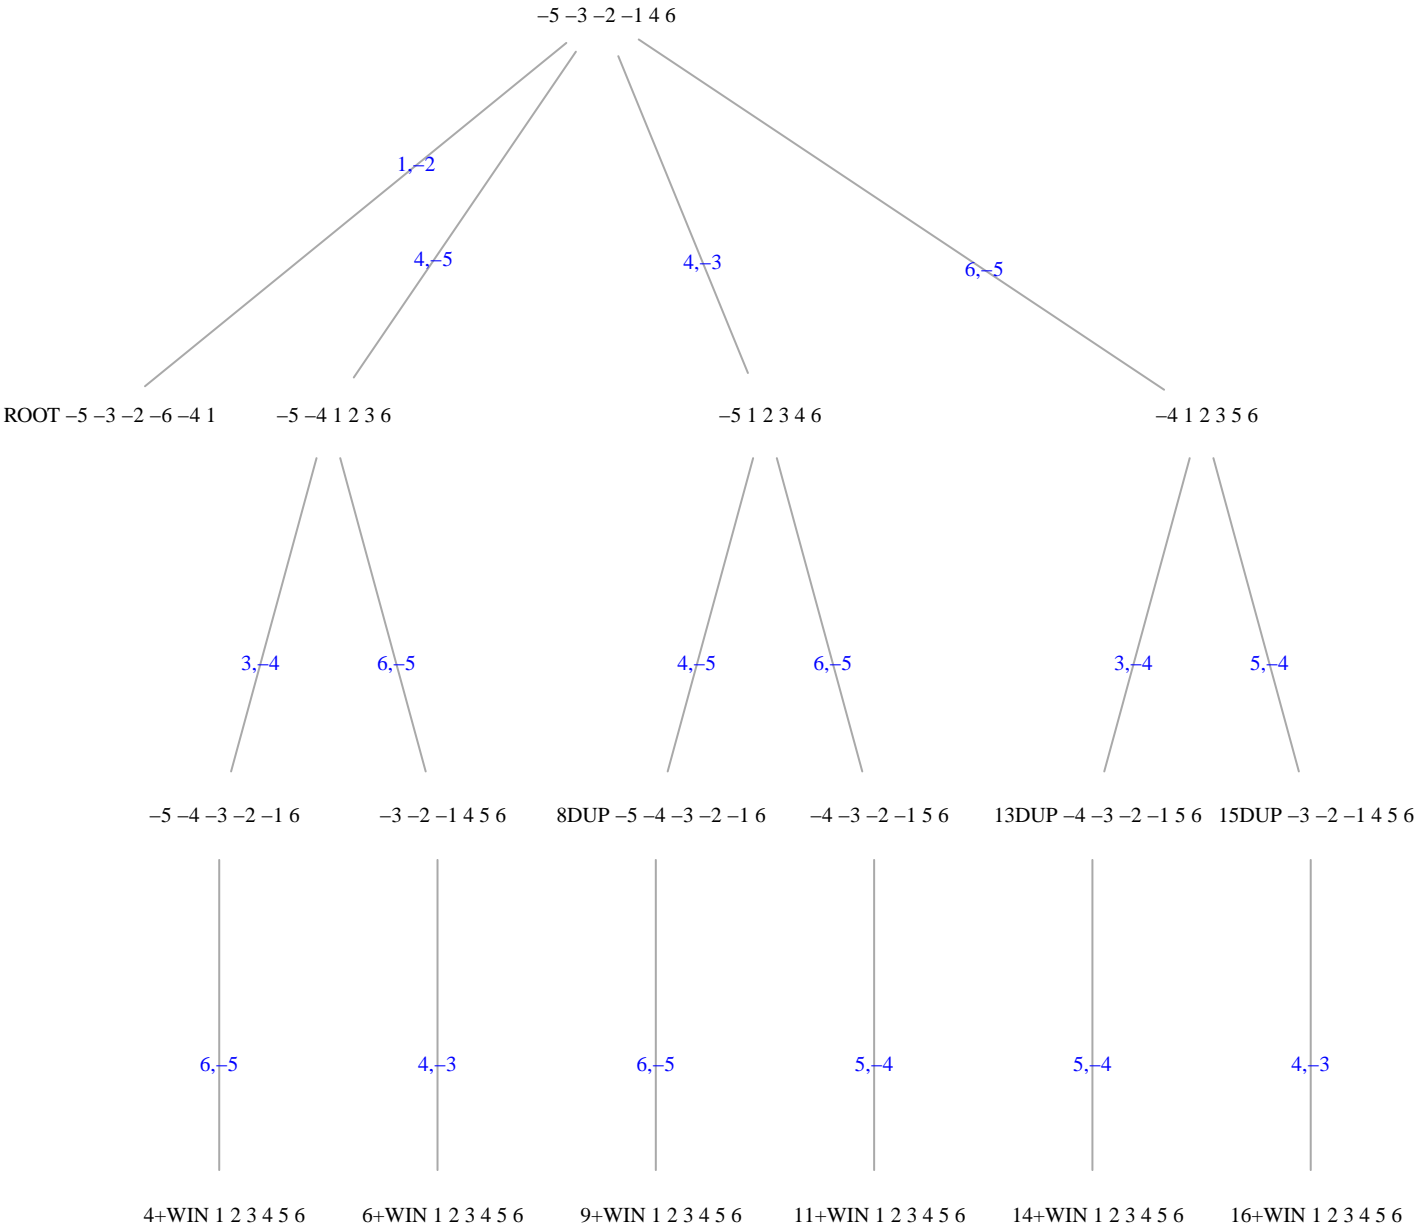 –5 –3 –2 –1 4 6
1,–2
4,–5
4,–3
6,–5
ROOT –5 –3 –2 –6 –4 1
–5 –4 1 2 3 6
–5 1 2 3 4 6
–4 1 2 3 5 6
3,–4
6,–5
4,–5
6,–5
3,–4
5,–4
–5 –4 –3 –2 –1 6
–3 –2 –1 4 5 6
8DUP –5 –4 –3 –2 –1 6
–4 –3 –2 –1 5 6
13DUP –4 –3 –2 –1 5 6
15DUP –3 –2 –1 4 5 6
6,–5
4,–3
6,–5
5,–4
5,–4
4,–3
4+WIN 1 2 3 4 5 6
6+WIN 1 2 3 4 5 6
9+WIN 1 2 3 4 5 6
11+WIN 1 2 3 4 5 6
14+WIN 1 2 3 4 5 6
16+WIN 1 2 3 4 5 6